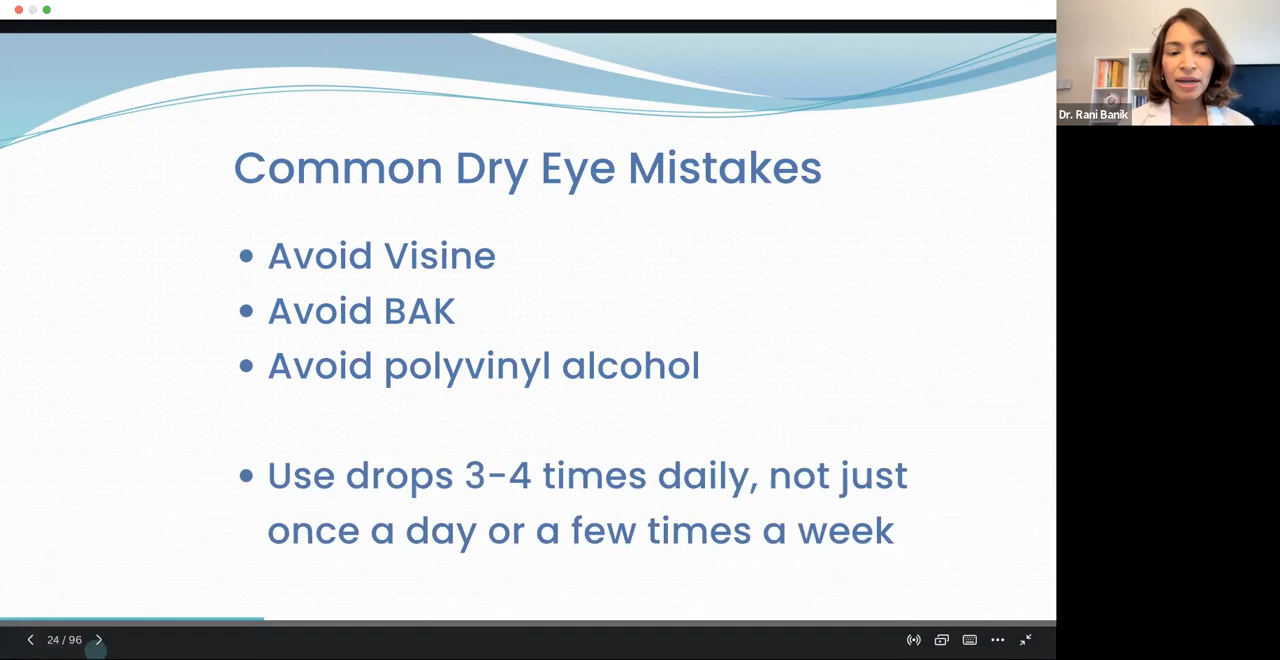 Dr. Rani Banik
Common Dry Eye Mistakes
• Avoid Visine
• Avoid BAK
• Avoid polyvinyl alcohol
• Use drops 3-4 times daily, not just
once a day or a few times a week
24 / 96